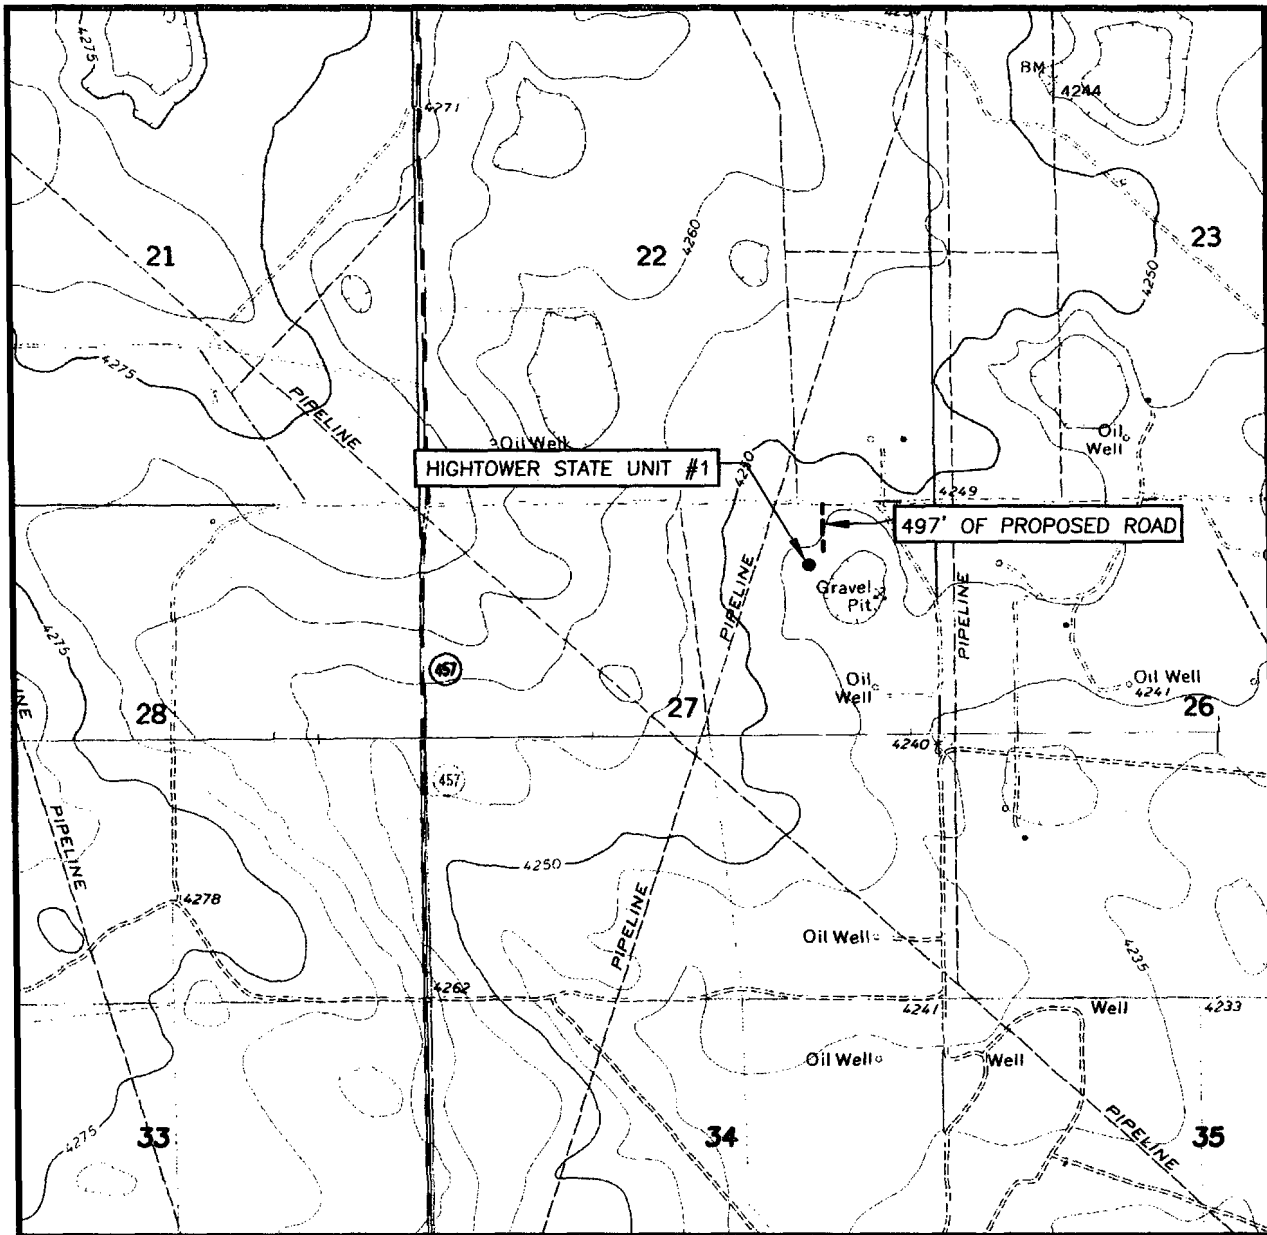 4275
4254
BM
4244
4271
21
22
4260
23
4250
4275
PIPELINE
Oil Well
Oil
Well
HIGHTOWER STATE UNIT #1
4250
4249
497' OF PROPOSED ROAD
PIPELINE
Gravel
Pit
PIPELINE
4275
457
Oil
Well
Oil Well
4241
INE
28
27
26
4240
457
PIPELINE
4250
4278
PIPELINE
Oil Well
4235
4262
4241
Well
4233
Oil Well
Well
4275
33
34
PIPELINE
35